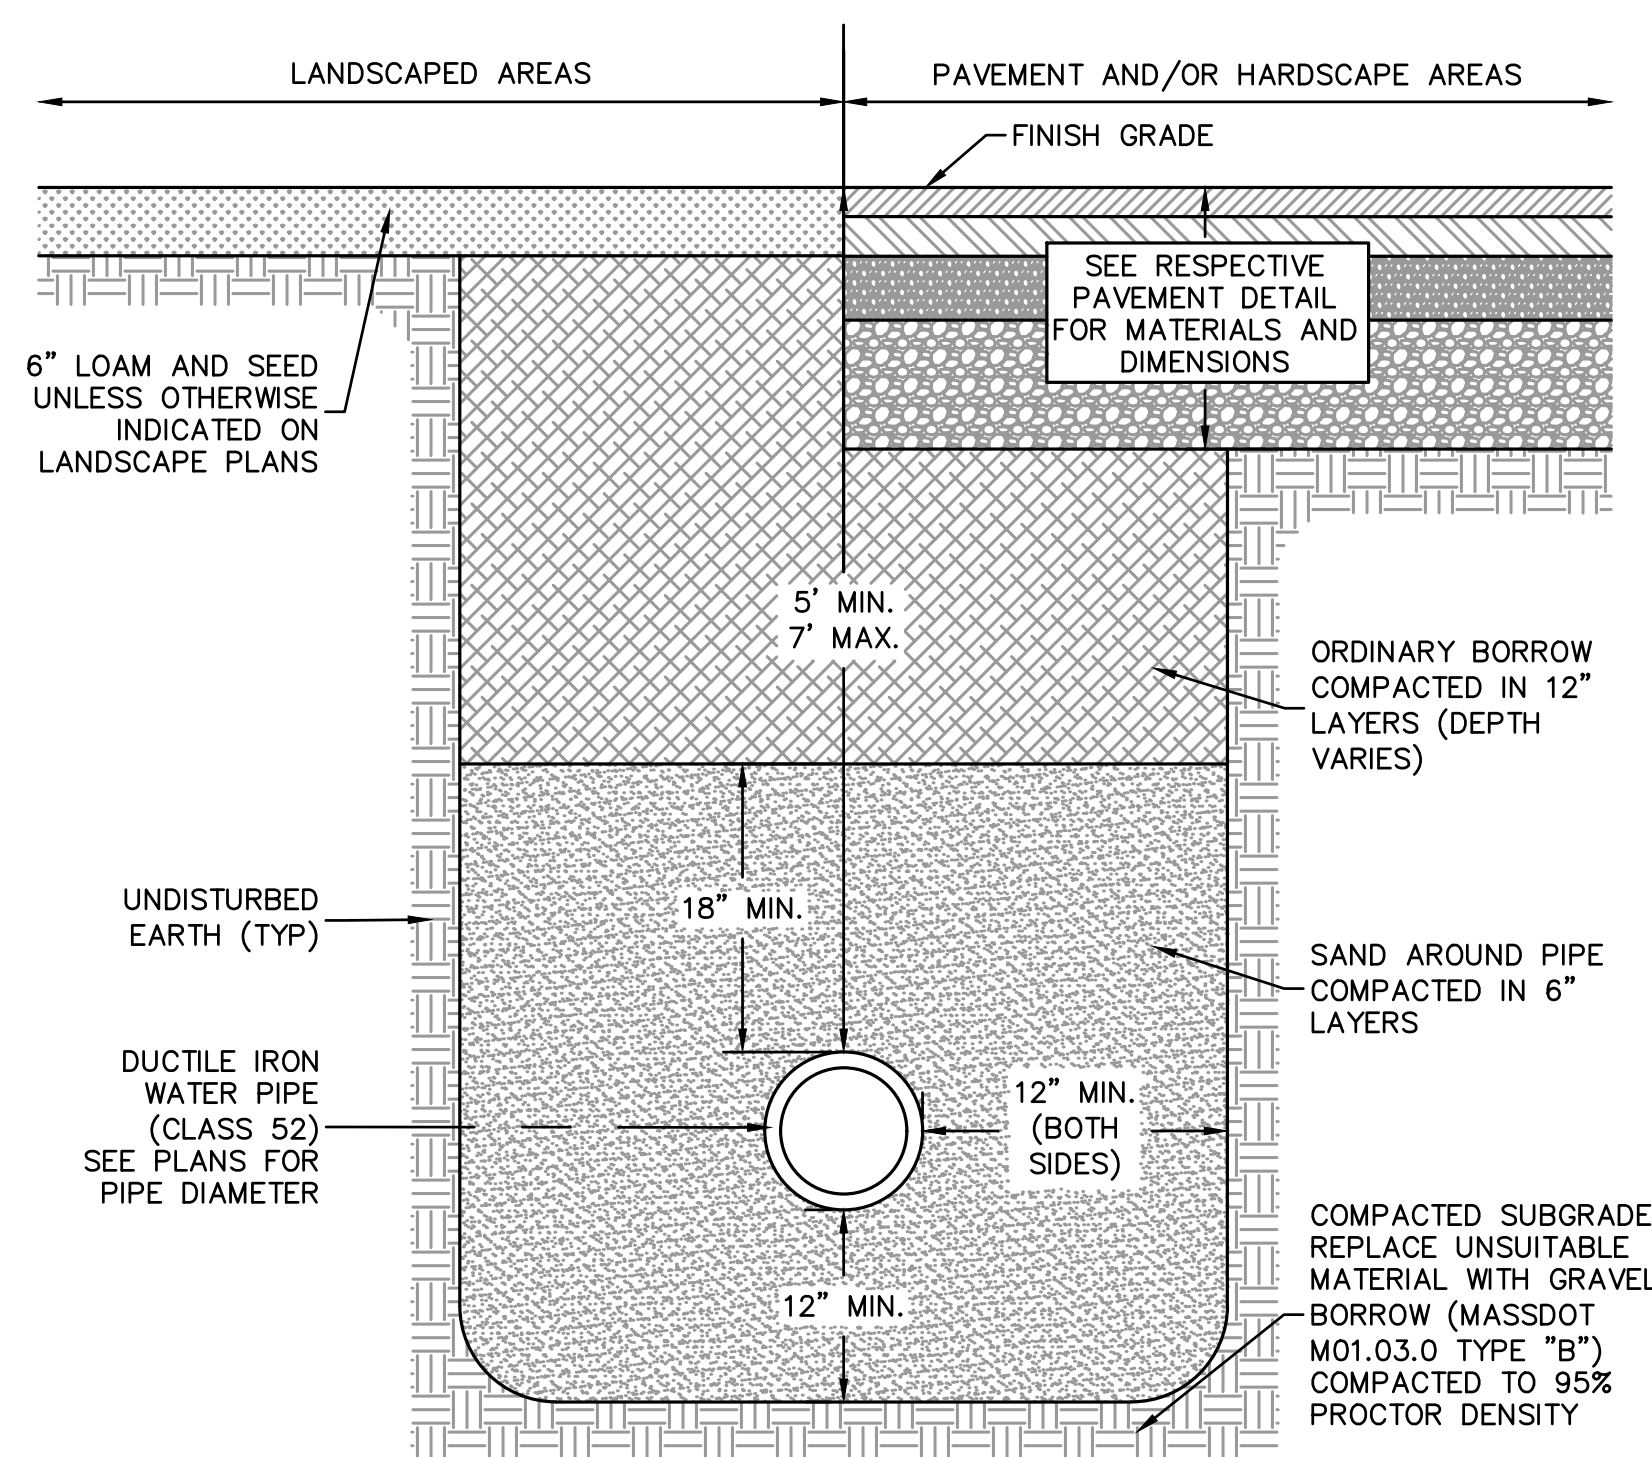 LANDSCAPED AREAS
PAVEMENT AND/OR HARDSCAPE AREAS
FINISH GRADE
SEE RESPECTIVE
PAVEMENT DETAIL
FOR MATERIALS AND
DIMENSIONS
6" LOAM AND SEED
UNLESS OTHERWISE
INDICATED ON
LANDSCAPE PLANS
5' MIN.
7' MAX.
ORDINARY BORROW
COMPACTED IN 12"
LAYERS (DEPTH
VARIES)
UNDISTURBED
EARTH (TYP)
18" MIN.
SAND AROUND PIPE
COMPACTED IN 6"
LAYERS
DUCTILE IRON
WATER PIPE
(CLASS 52)
SEE PLANS FOR
PIPE DIAMETER
12" MIN.
(BOTH
SIDES)
12" MIN.
COMPACTED SUBGRADE
REPLACE UNSUITABLE
MATERIAL WITH GRAVEL
BORROW (MASSDOT
M01.03.0 TYPE "B")
COMPACTED TO 95%
PROCTOR DENSITY